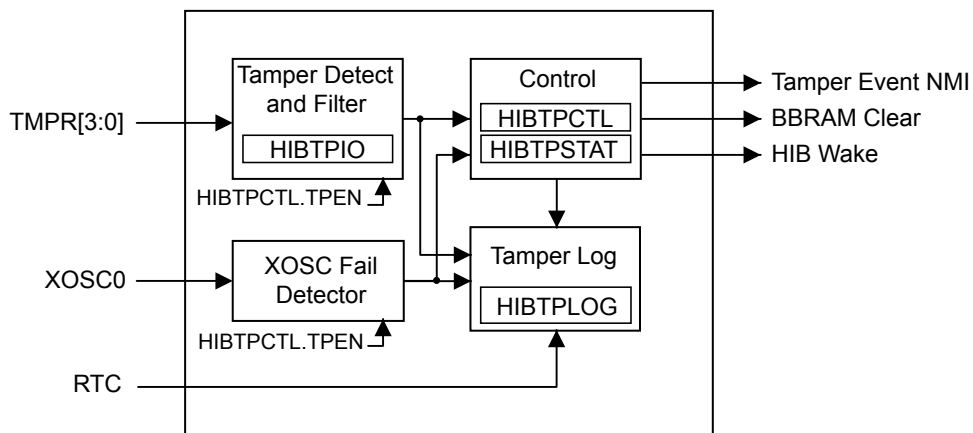 Tamper Detect
and Filter
HIBTPIO
Control
HIBTPCTL
HIBTPSTAT
Tamper Event NMI
BBRAM Clear
HIB Wake
TMPR[3:0]
HIBTPCTL.TPEN
XOSC Fail
Detector
Tamper Log
HIBTPLOG
XOSC0
HIBTPCTL.TPEN
RTC